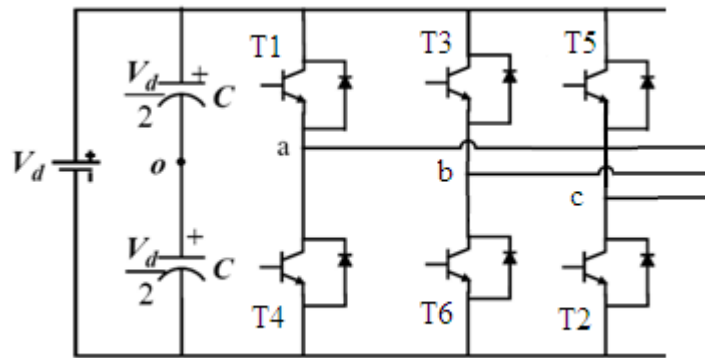 T1
T3
T5
V_d/2
+
C
a
V_d
+
o
b
c
V_d/2
+
C
T4
T6
T2